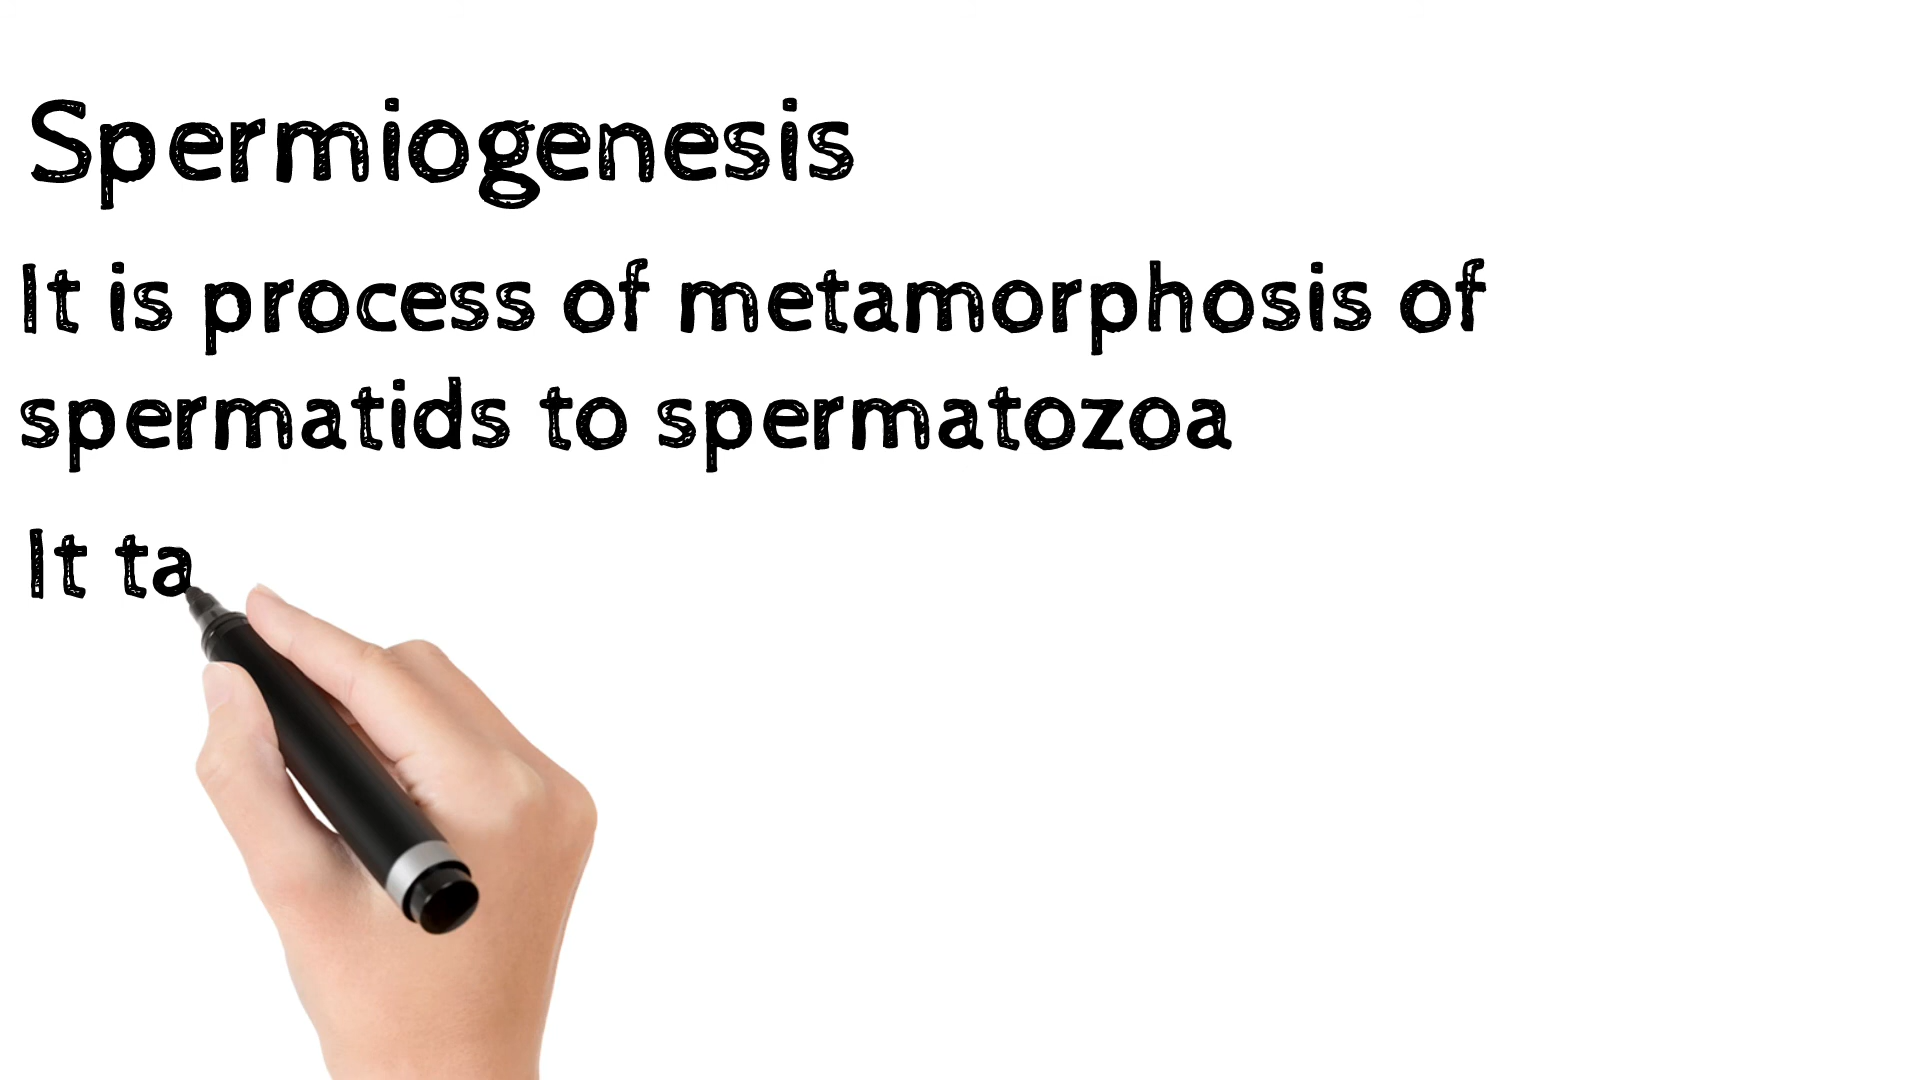 Spermiogenesis
It is process of metamorphosis of
spermatids to spermatozoa
It ta